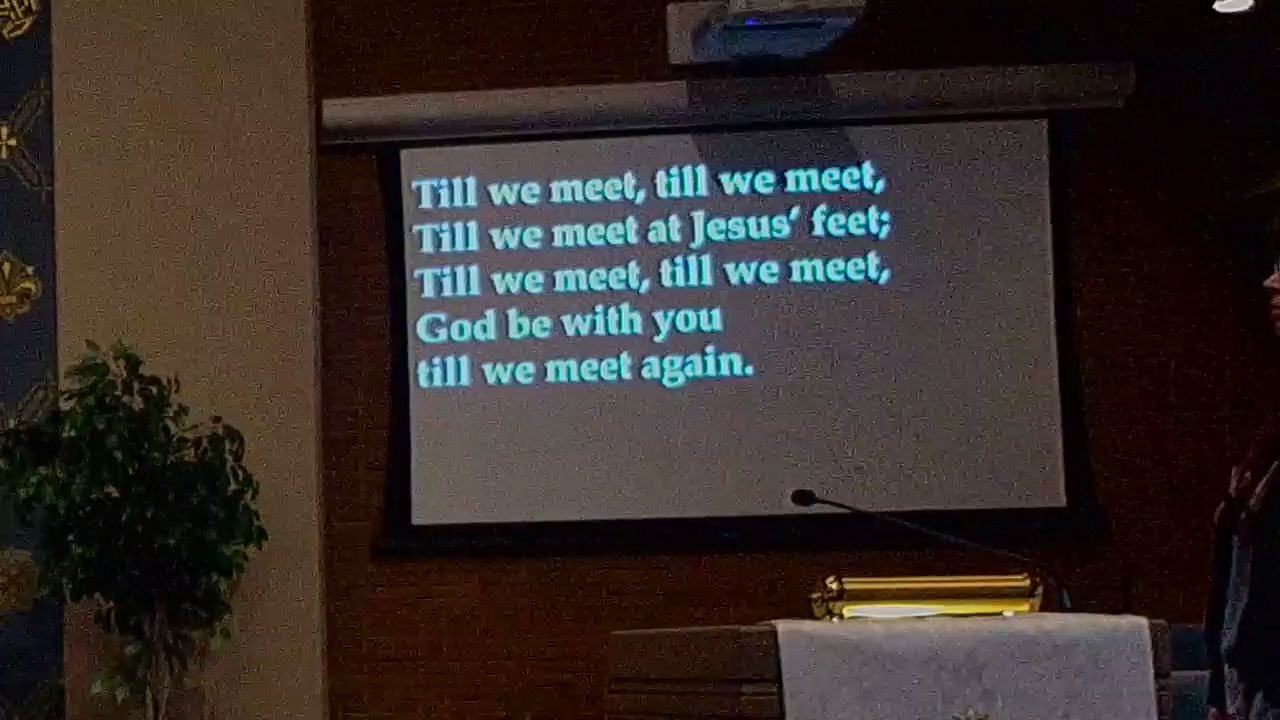 Till we meet, till we meet,
Till we meet at Jesus’ feet;
Till we meet, till we meet,
God be with you
till we meet again.